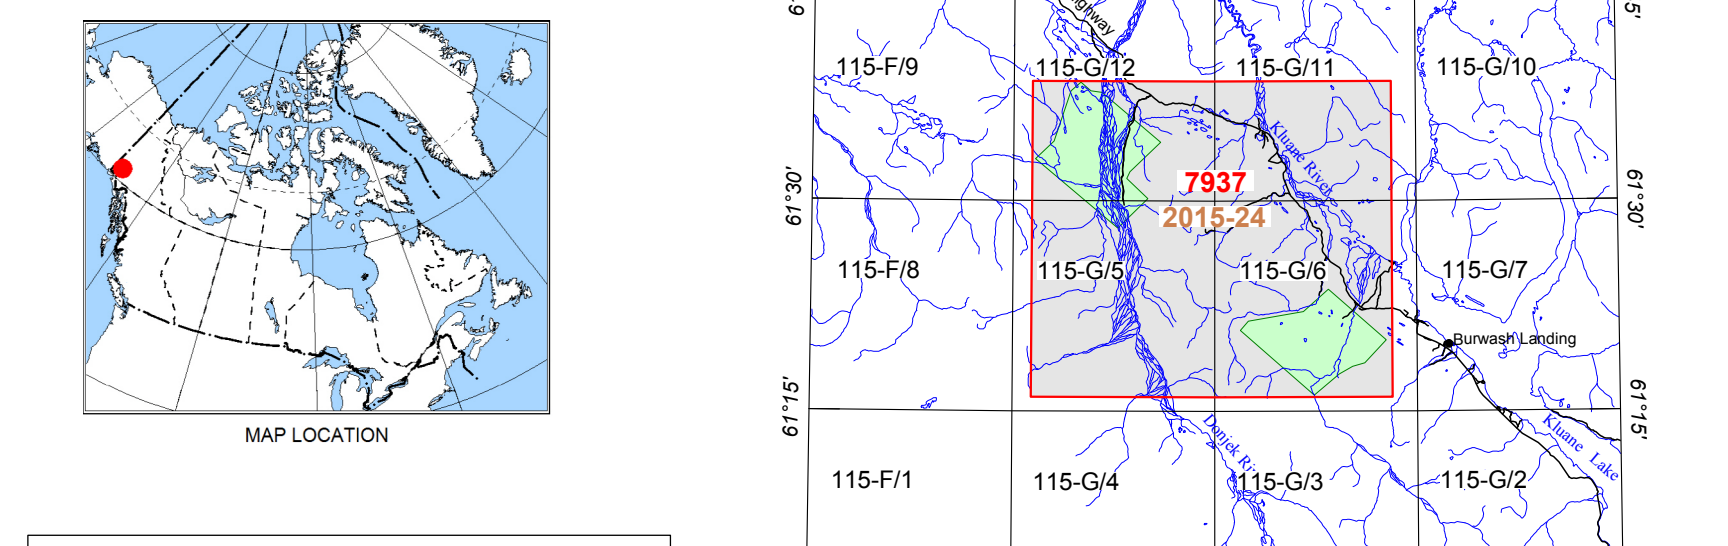 MAP LOCATION
115-F/9
115-G/12
115-G/11
115-G/10
Kluane River
61°30'
7937
61°30'
2015-24
115-F/8
115-G/5
115-G/6
115-G/7
Burwash Landing
61°15'
61°15'
Donjek
Kluane Lake
115-F/1
115-G/4
115-G/3
115-G/2